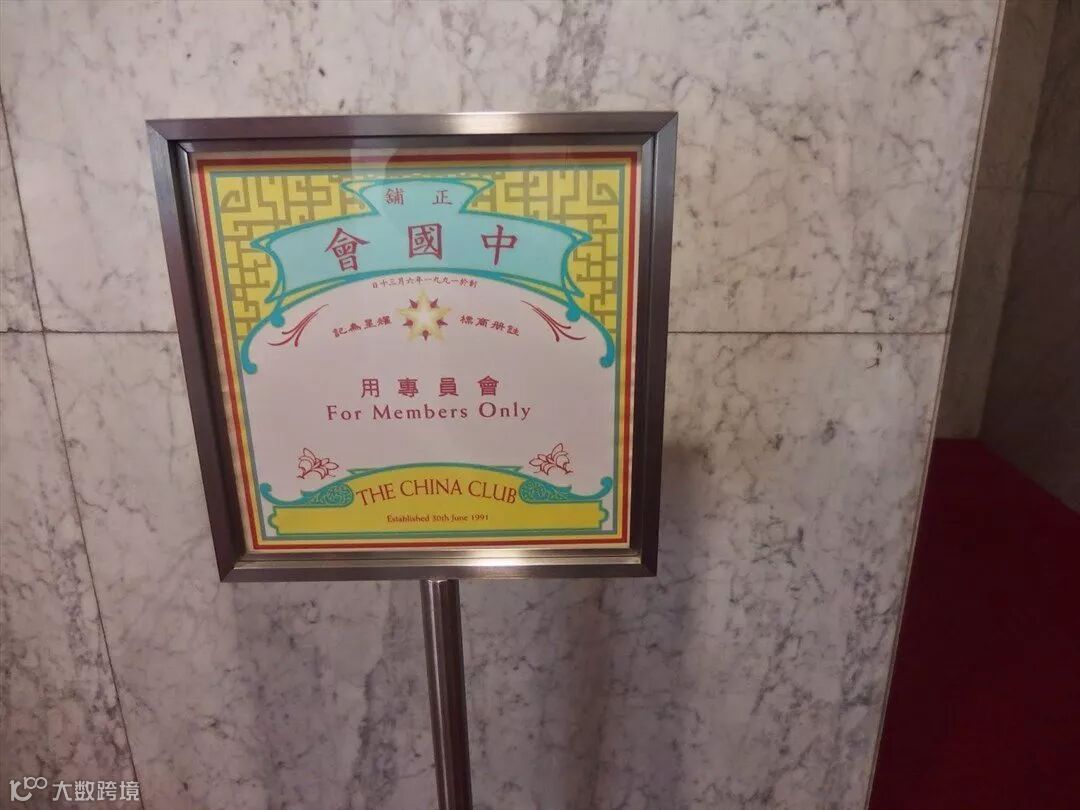 正舖
中國會
創於一九九一年六月三十日
註册商標 耀星為記
會員專用
For Members Only
THE CHINA CLUB
Established 30th June 1991
大数跨境